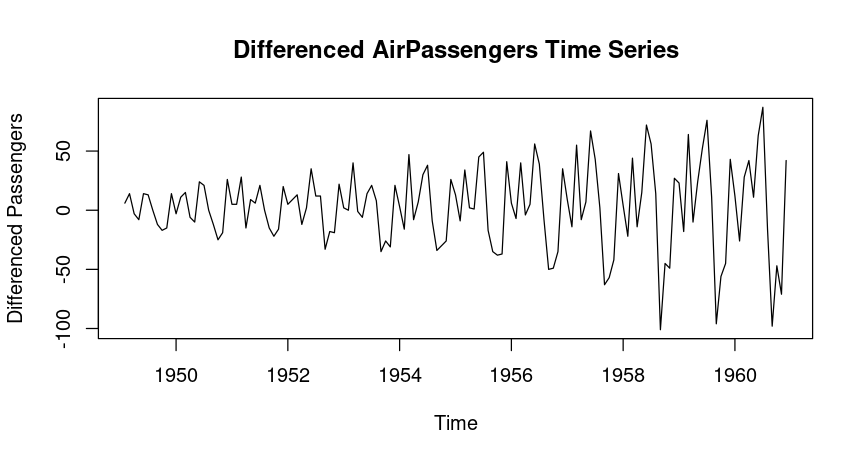 Differenced AirPassengers Time Series
Differenced Passengers
50
0
-50
-100
1950 1952 1954 1956 1958 1960
Time